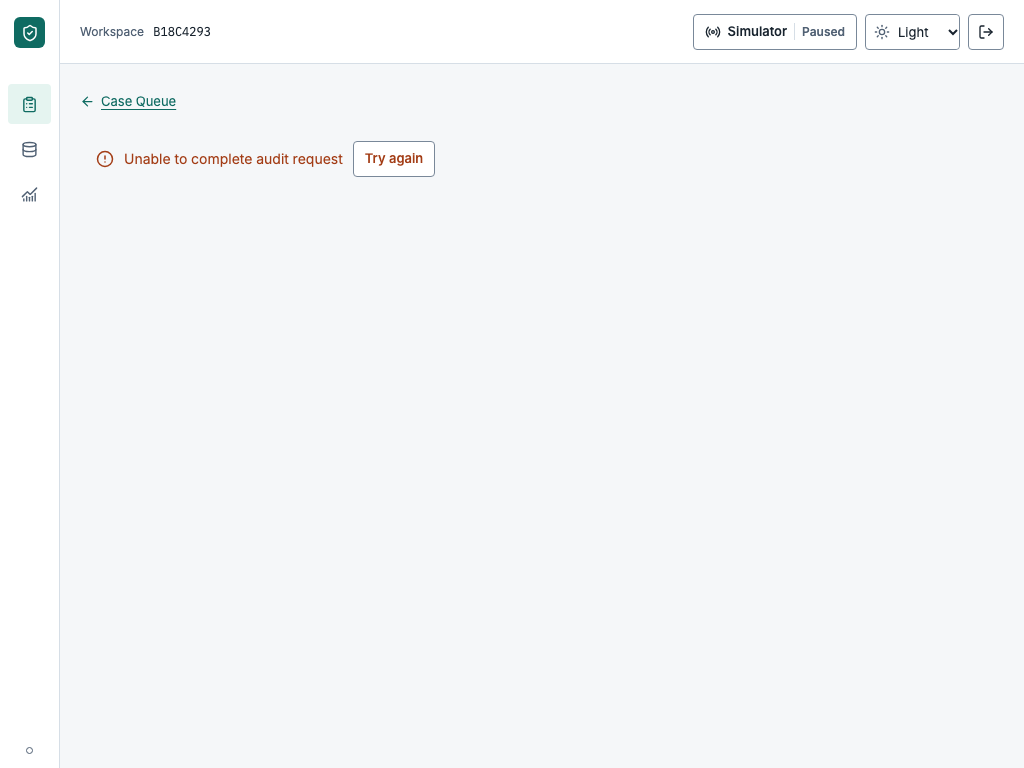 Workspace B18C4293
Simulator Paused
Light
Case Queue
Unable to complete audit request
Try again